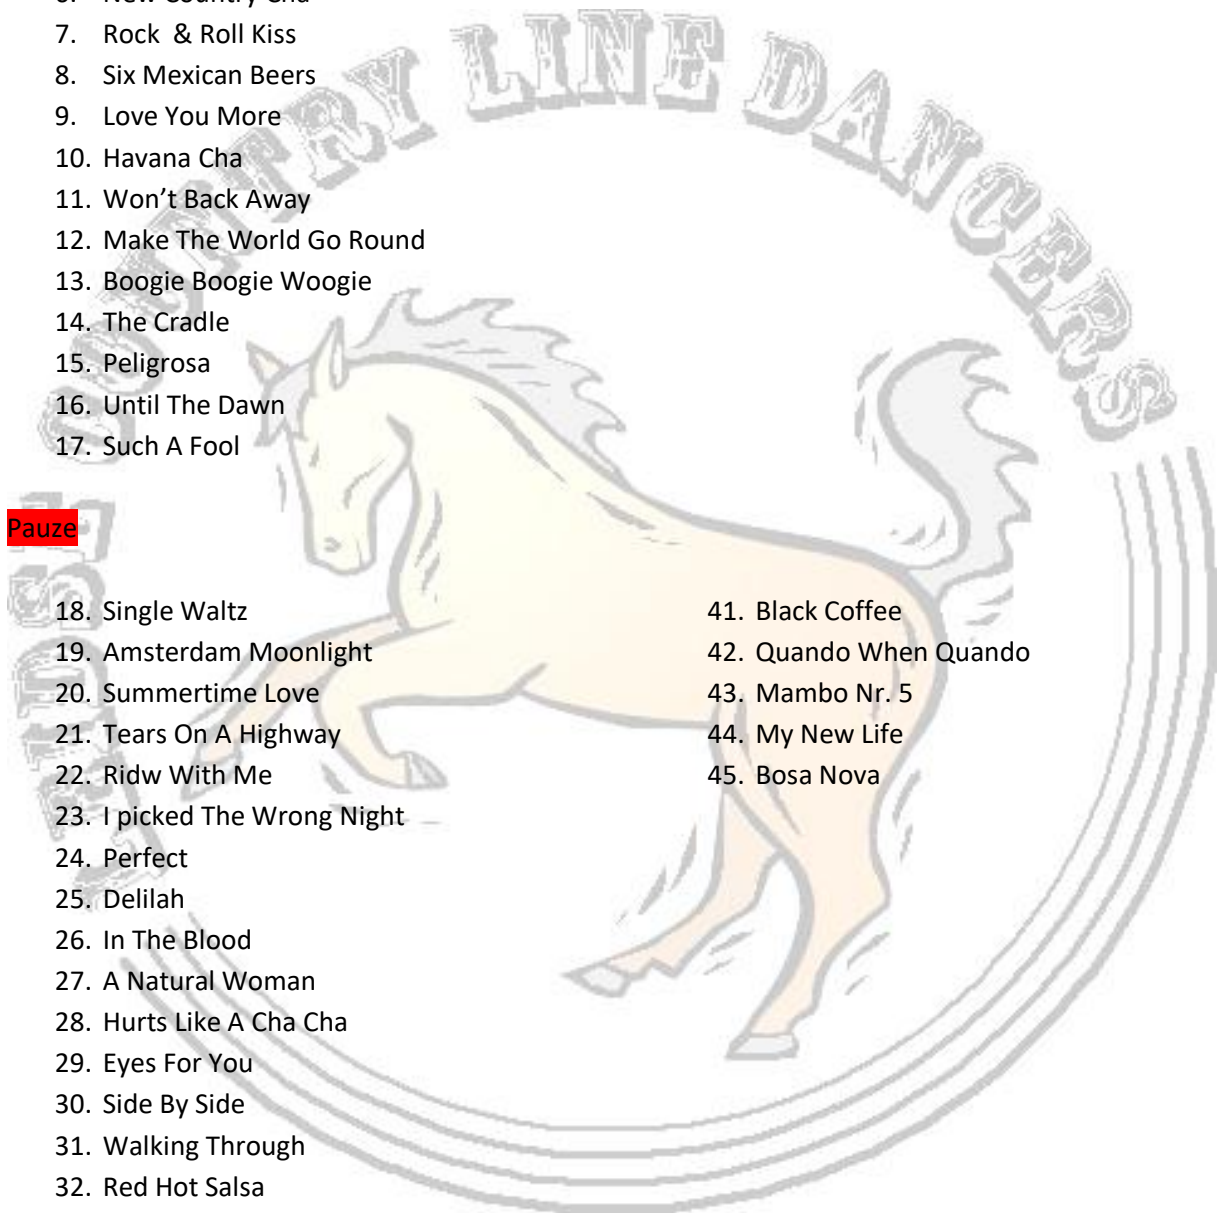 6. New Country Cha
7. Rock & Roll Kiss
8. Six Mexican Beers
9. Love You More
10. Havana Cha
11. Won’t Back Away
12. Make The World Go Round
13. Boogie Boogie Woogie
14. The Cradle
15. Peligrosa
16. Until The Dawn
17. Such A Fool
Pauze
18. Single Waltz
19. Amsterdam Moonlight
20. Summertime Love
21. Tears On A Highway
22. Ridw With Me
23. I picked The Wrong Night
24. Perfect
25. Delilah
26. In The Blood
27. A Natural Woman
28. Hurts Like A Cha Cha
29. Eyes For You
30. Side By Side
31. Walking Through
32. Red Hot Salsa
41. Black Coffee
42. Quando When Quando
43. Mambo Nr. 5
44. My New Life
45. Bosa Nova
COUNTRY LINE DANCERS